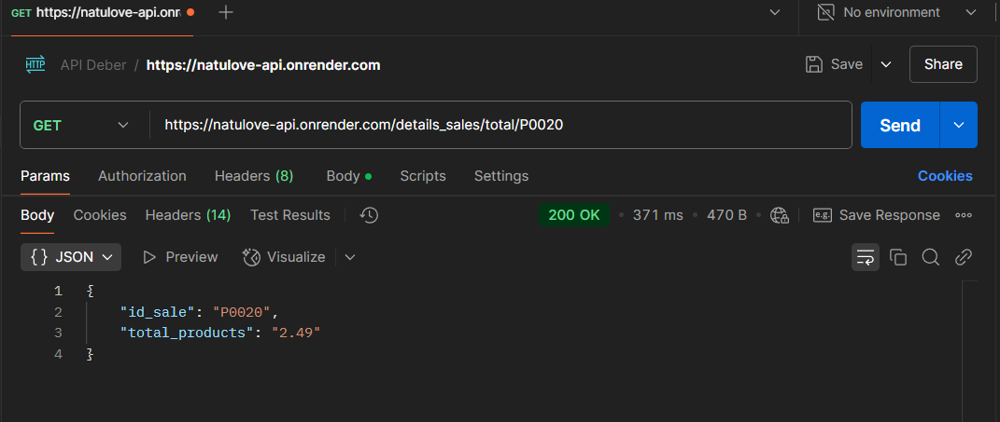 GET https://natulove-api.onr
No environment
HTTP API Deber / https://natulove-api.onrender.com
Save
Share
GET https://natulove-api.onrender.com/details_sales/total/P0020
Send
Params Authorization Headers (8) Body Scripts Settings Cookies
Body Cookies Headers (14) Test Results 200 OK 371 ms 470 B e.g. Save Response
{} JSON Preview Visualize
1 {
2 "id_sale": "P0020",
3 "total_products": "2.49"
4 }